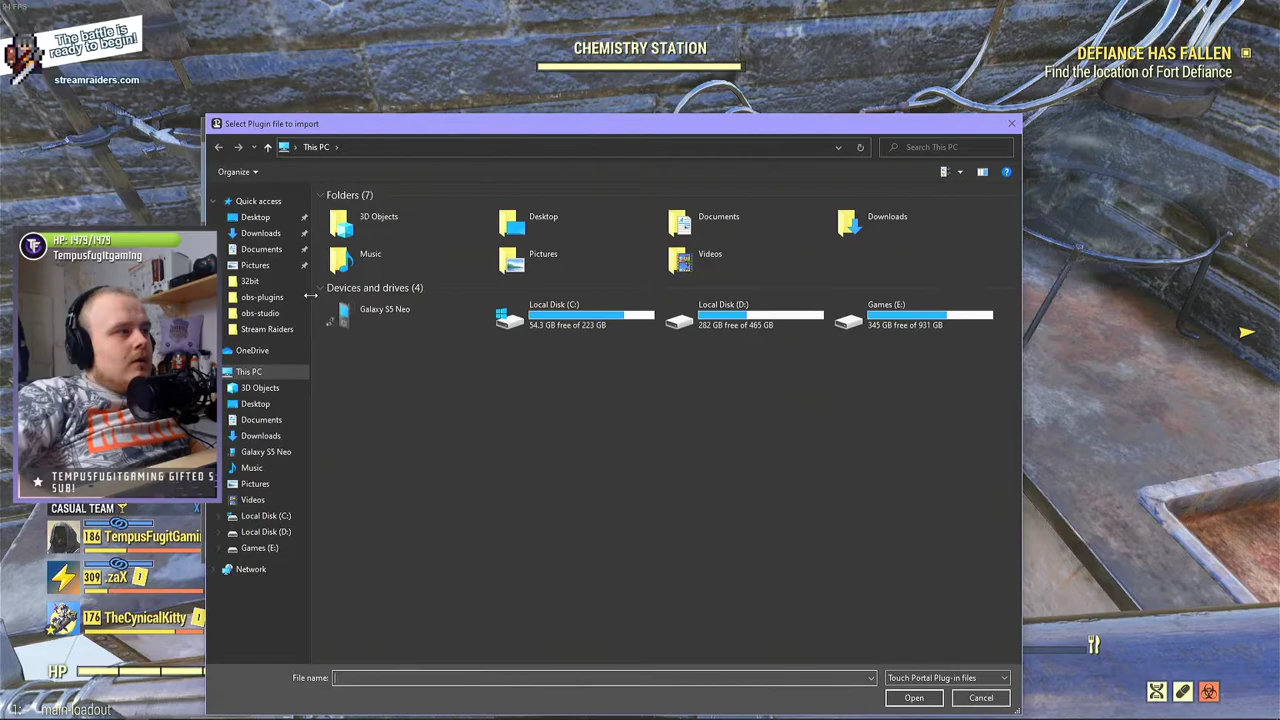 94 FPS
The battle is
ready to begin!
streamraiders.com
CHEMISTRY STATION
DEFIANCE HAS FALLEN
Find the location of Fort Defiance
Select Plugin file to import
This PC
Search This PC
Organize
Quick access
Desktop
Downloads
Documents
Pictures
32bit
obs-plugins
obs-studio
Stream Raiders
OneDrive
This PC
3D Objects
Desktop
Documents
Downloads
Galaxy S5 Neo
Music
Pictures
Videos
Local Disk (C:)
Local Disk (D:)
Games (E:)
Network
Folders (7)
3D Objects
Desktop
Documents
Downloads
Music
Pictures
Videos
Devices and drives (4)
Galaxy S5 Neo
Local Disk (C:)
54.3 GB free of 223 GB
Local Disk (D:)
282 GB free of 465 GB
Games (E:)
345 GB free of 931 GB
File name:
Touch Portal Plug-in files
Open
Cancel
HP: 1479/1479
Tempusfugitgaming
TEMPUSFUGITGAMING GIFTED 5
SUB!
CASUAL TEAM
186 TempusFugitGami
309 .zaX
176 TheCynicalKitty
HP
1: - main-loadout